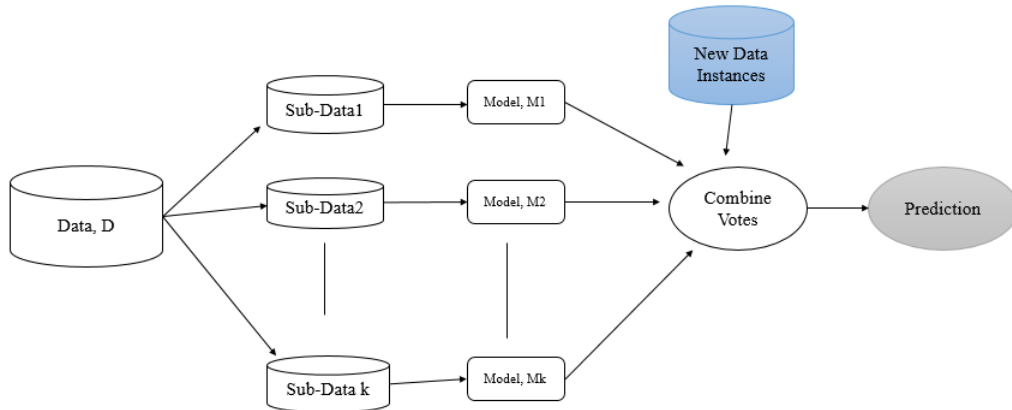 New Data
Instances
Sub-Data1
Model, M1
Data, D
Sub-Data2
Model, M2
Combine
Votes
Prediction
Sub-Data k
Model, Mk